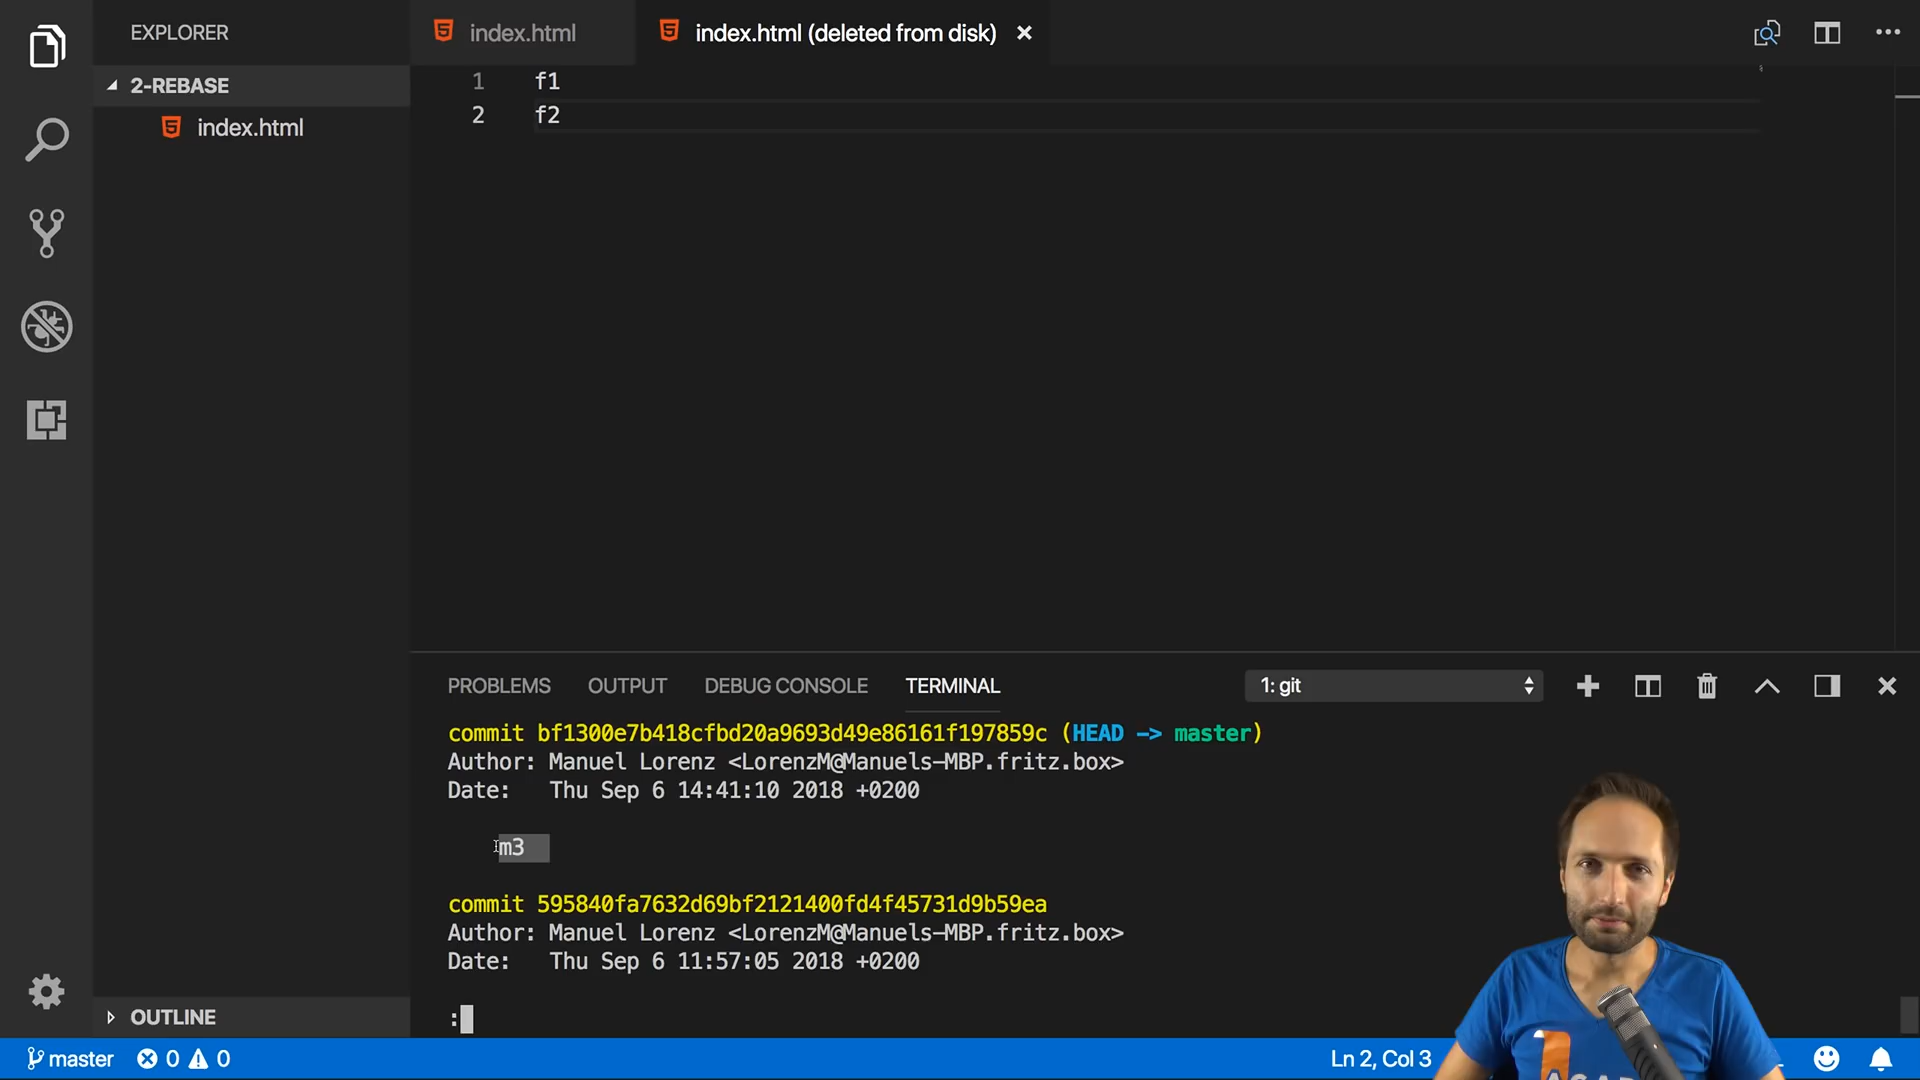 EXPLORER
index.html
index.html (deleted from disk)
2-REBASE
index.html
1 f1
2 f2
PROBLEMS OUTPUT DEBUG CONSOLE TERMINAL
1: git
commit bf1300e7b418cfbd20a9693d49e86161f197859c (HEAD -> master)
Author: Manuel Lorenz <LorenzM@Manuels-MBP.fritz.box>
Date: Thu Sep 6 14:41:10 2018 +0200
m3
commit 595840fa7632d69bf2121400fd4f45731d9b59ea
Author: Manuel Lorenz <LorenzM@Manuels-MBP.fritz.box>
Date: Thu Sep 6 11:57:05 2018 +0200
:
OUTLINE
master 0 0
Ln 2, Col 3